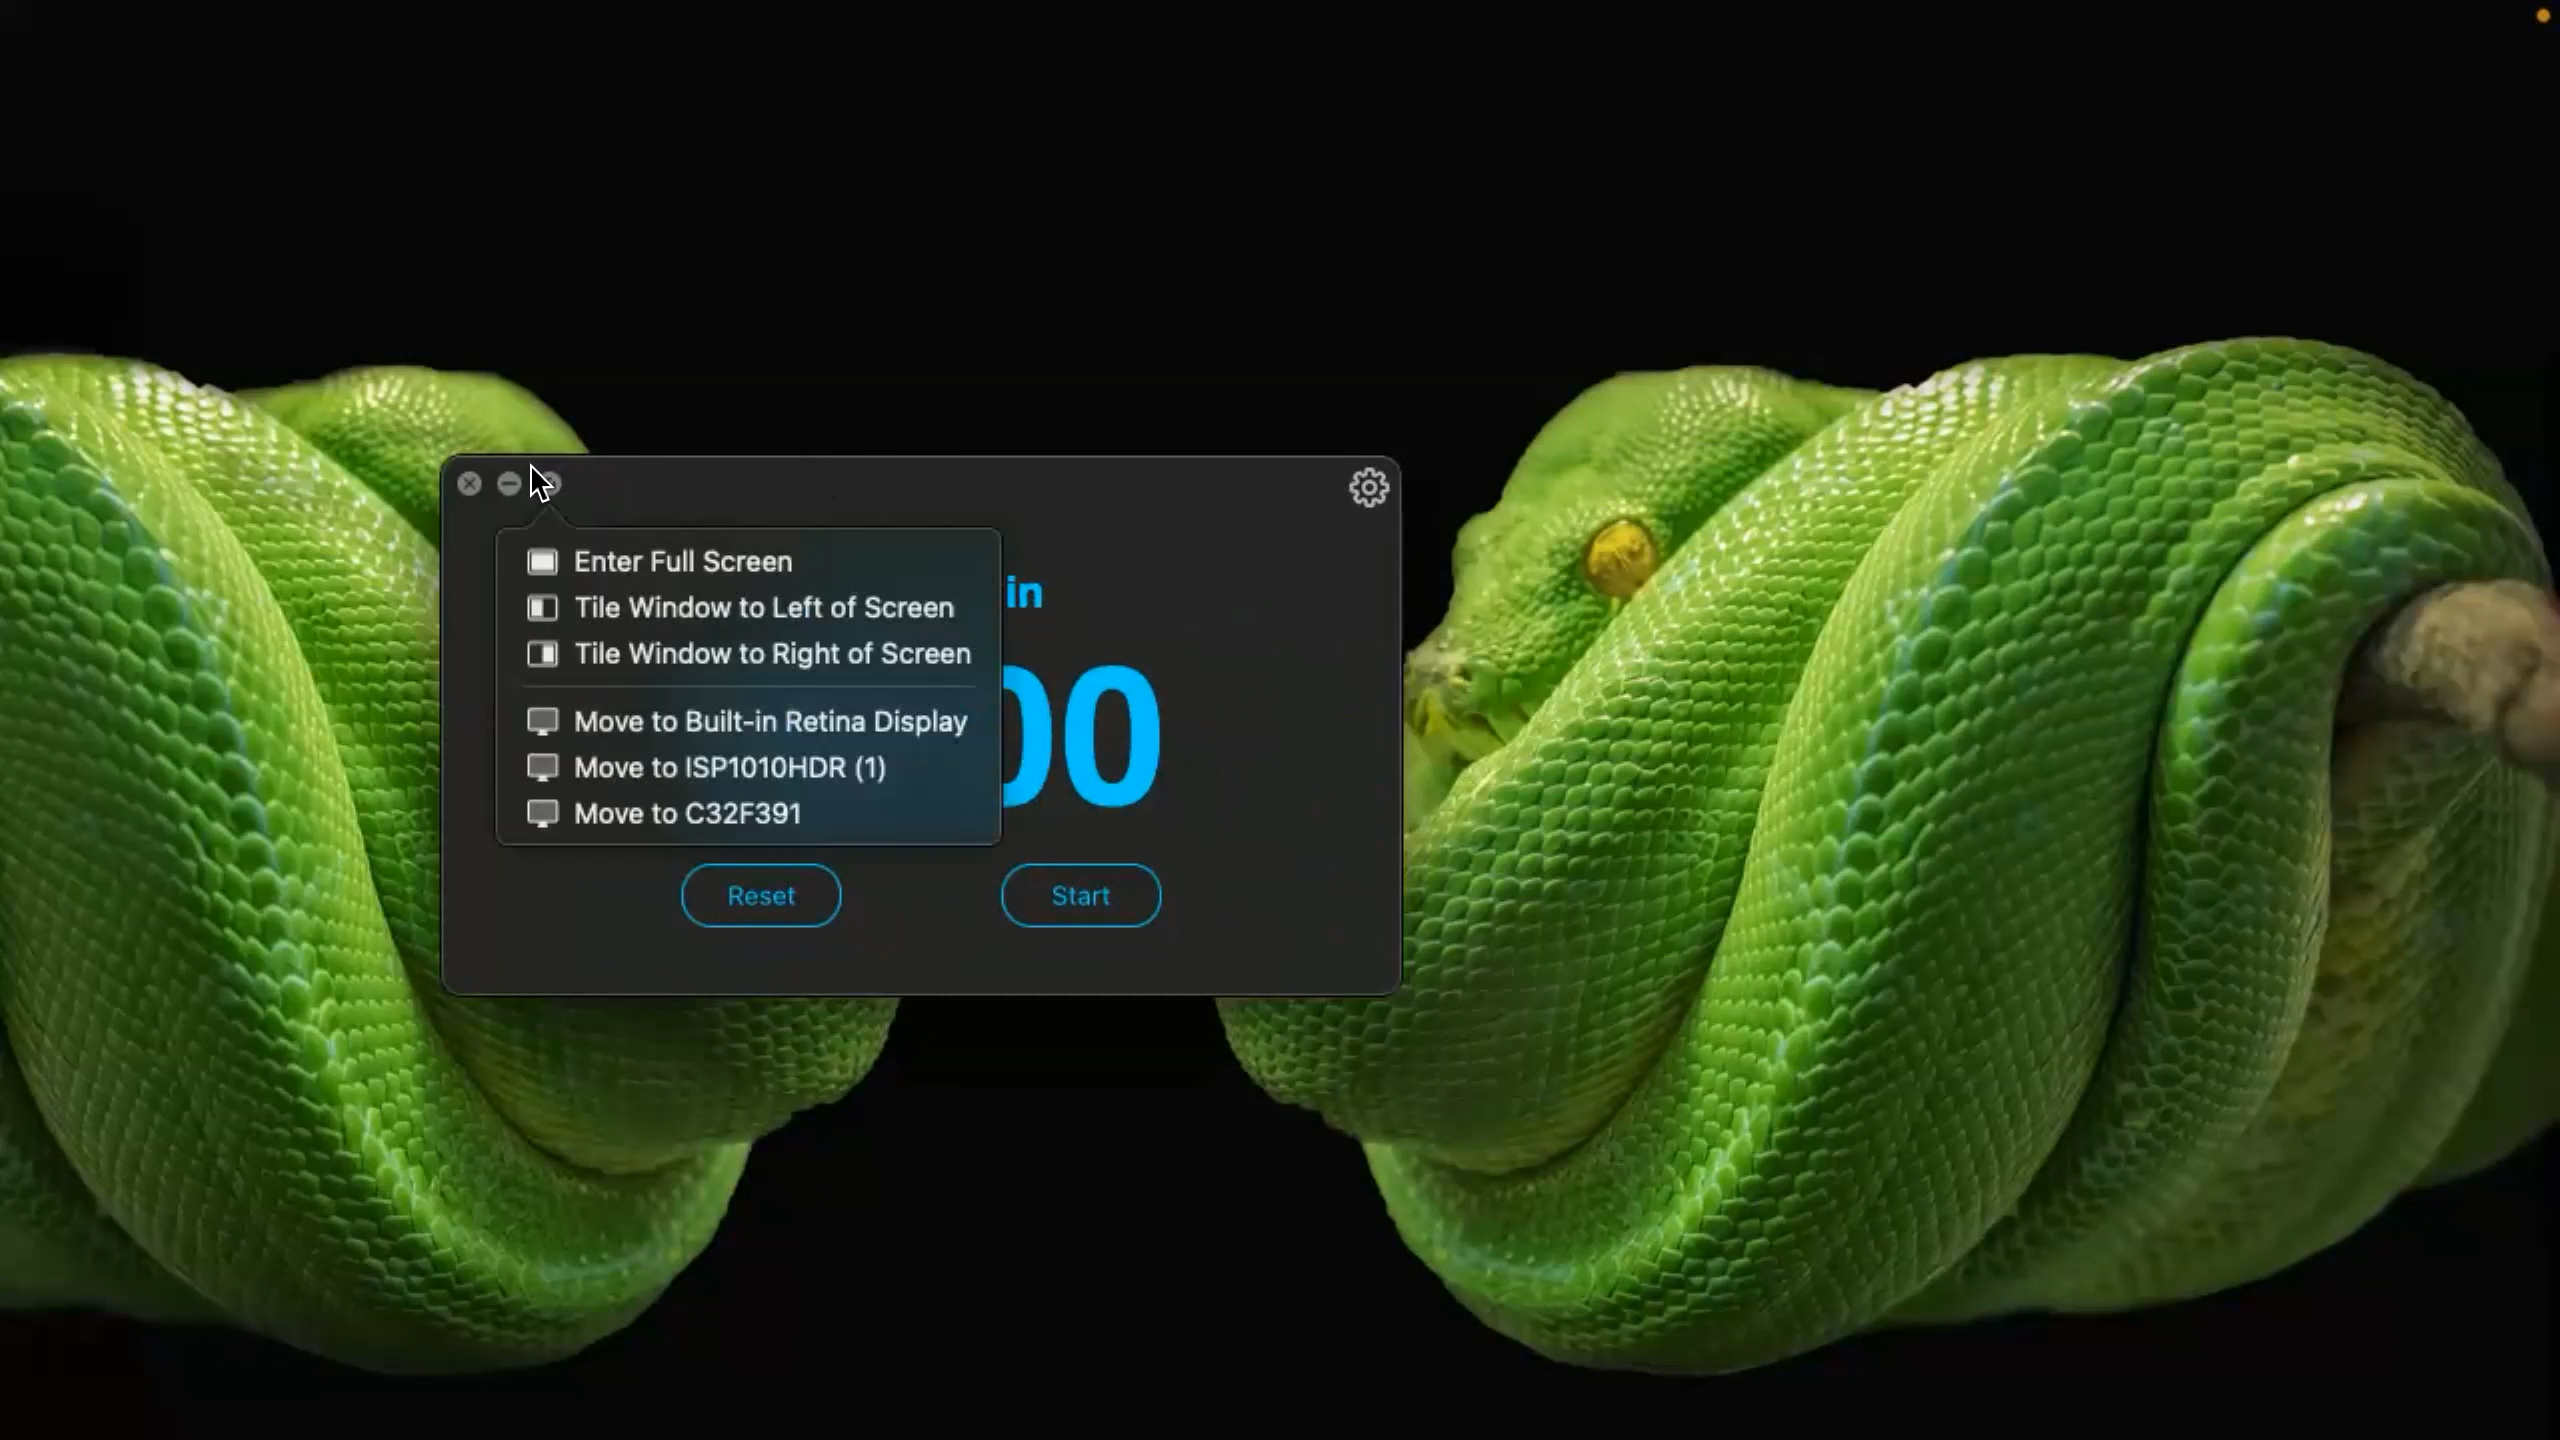 Enter Full Screen
Tile Window to Left of Screen
in
Tile Window to Right of Screen
Move to Built-in Retina Display
00
Move to ISP1010HDR (1)
Move to C32F391
Reset
Start